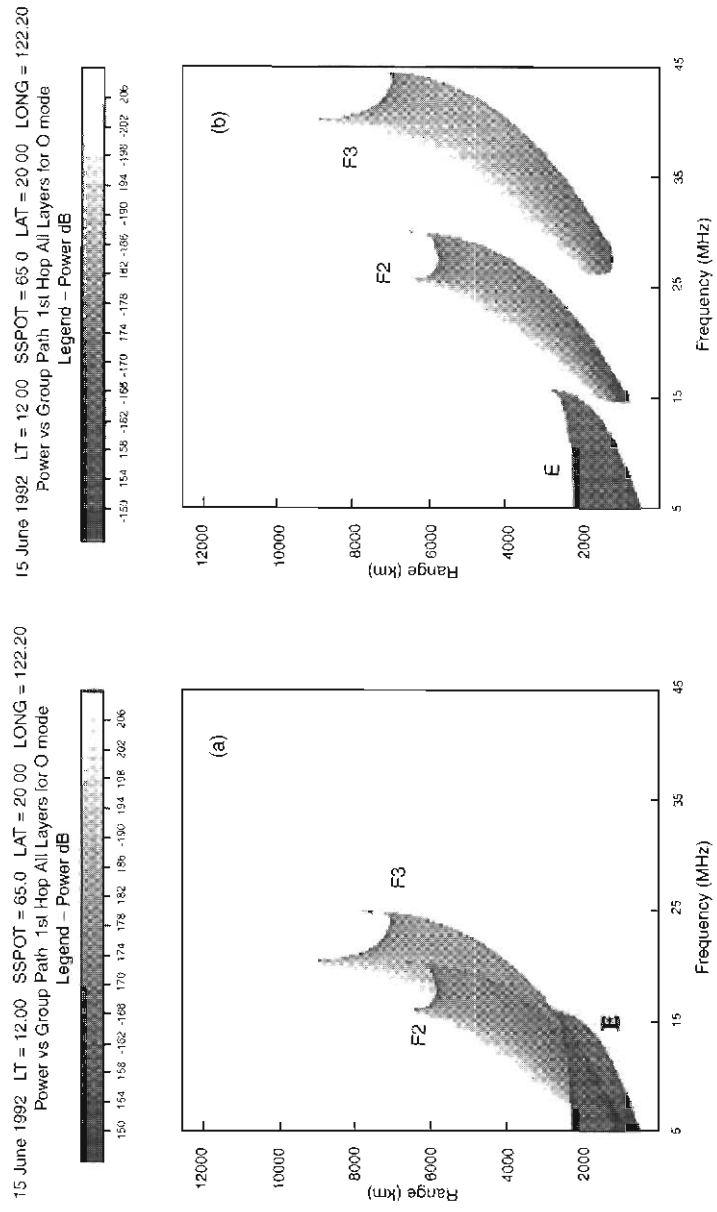 15 June 1992 LT = 12.00 SSPOT = 65.0 LAT = 20 00 LONG = 122.20
Power vs Group Path 1st Hop All Layers for O mode
Legend – Power dB
150 154 158 -162 -166 170 174 178 182 186 -190 194 198 202 206
(a)
12000
10000
8000
6000
4000
2000
Range (km)
F2
F3
E
5 15 25 35 45
Frequency (MHz)
15 June 1992 LT = 12 00 SSPOT = 65 0 LAT = 20 00 LONG = 122.20
Power vs Group Path 1st Hop All Layers for O mode
Legend – Power dB
-150 154 158 -162 -166 -170 174 -178 -182 -186 -190 -194 -198 -202 206
(b)
12000
10000
8000
6000
4000
2000
Range (km)
E
F2
F3
5 15 25 35 45
Frequency (MHz)